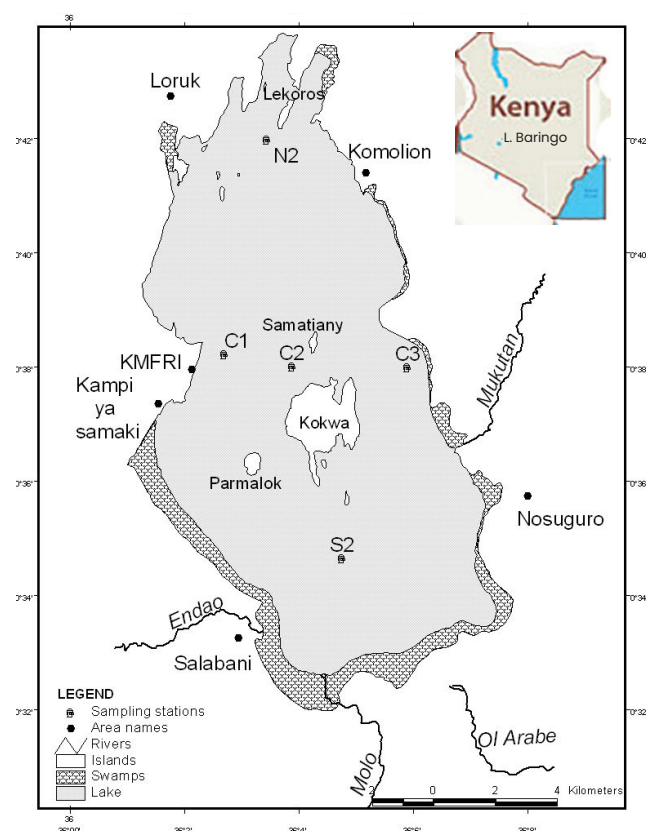 36
Loruk
Lekoros
Kenya
L. Baringo
0°42'
N2
Komolion
0°40'
0°40'
Samatiany
C1
C2
C3
KMFRI
0°38'
0°38'
Kampi
ya
samaki
Mukutan
Kokwa
0°36'
0°36'
Parmalok
Nosuguro
S2
0°34'
0°34'
Endao
Salabani
LEGEND
Sampling stations
Area names
Rivers
Islands
Swamps
Lake
0°32'
0°32'
Molo
Ol Arabe
2 0 2 4 Kilometers